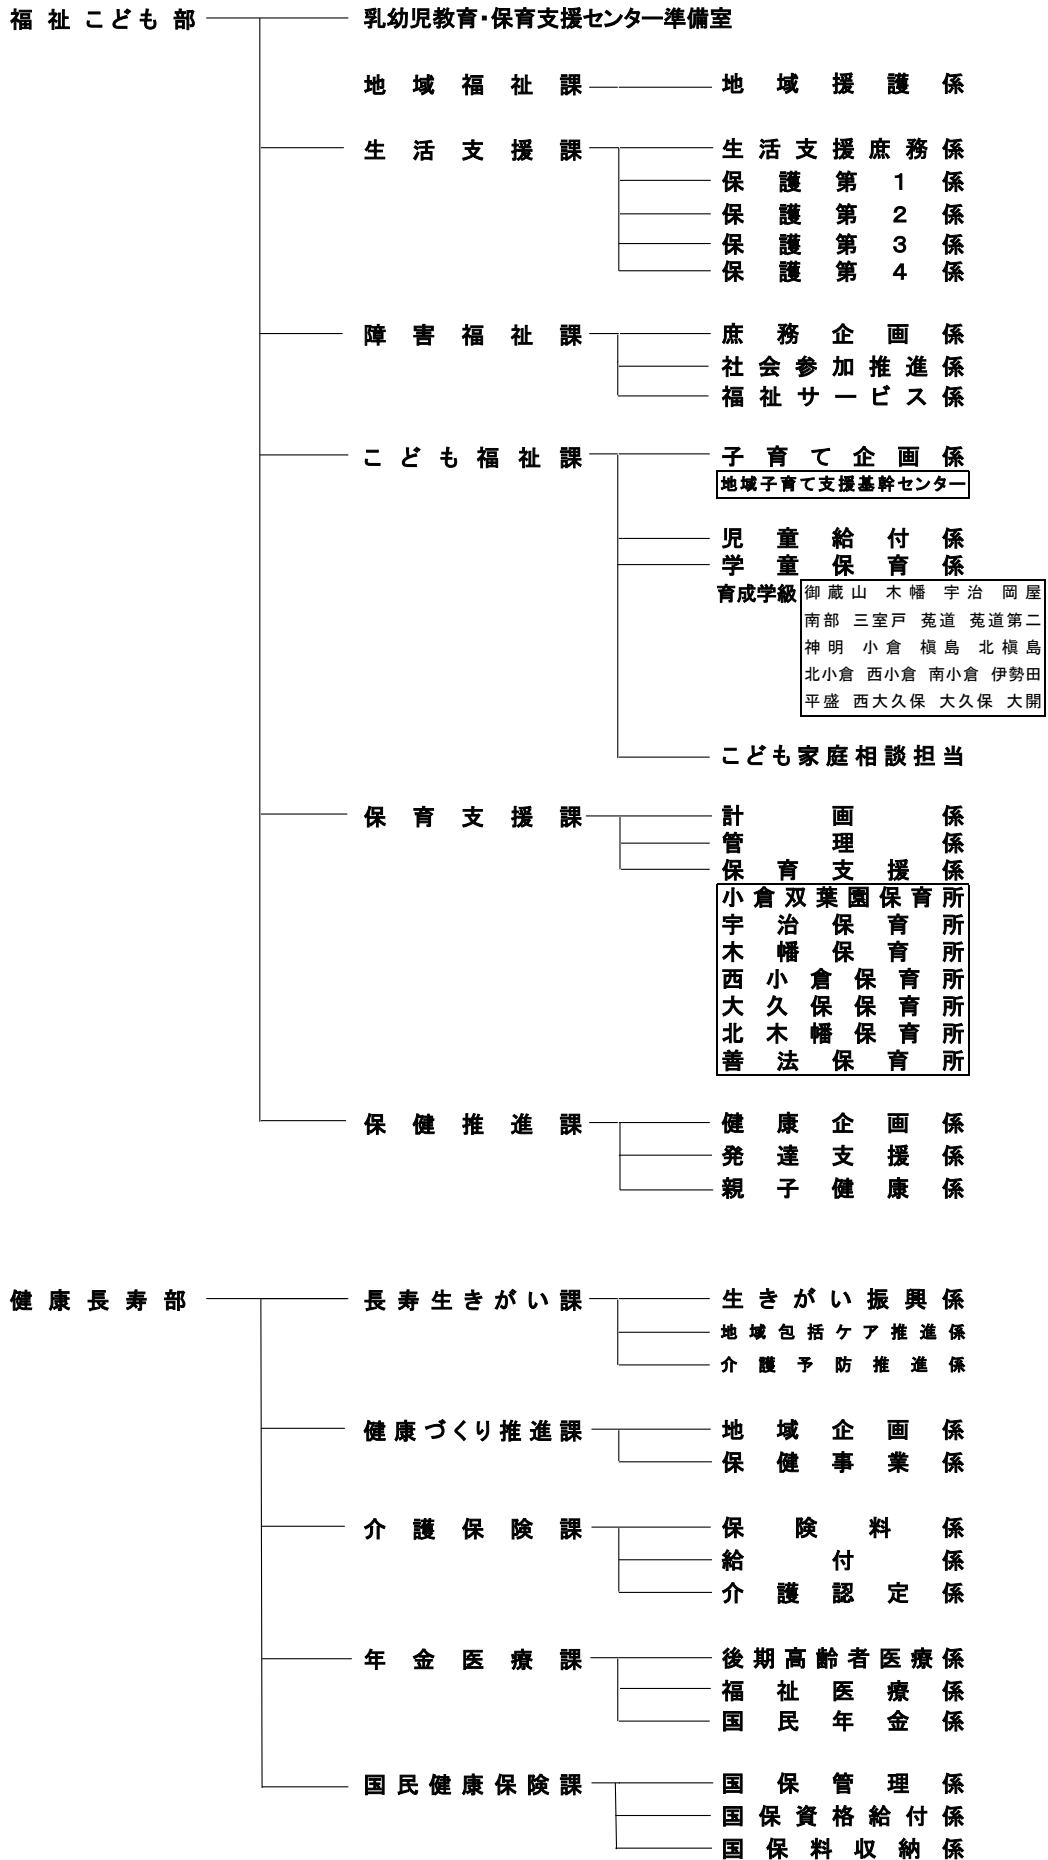 福祉こども部 乳幼児教育・保育支援センター準備室
地域福祉課 地域援護係
生活支援課 生活支援庶務係
保護第1係
保護第2係
保護第3係
保護第4係
障害福祉課 庶務企画係
社会参加推進係
福祉サービス係
こども福祉課 子育て企画係
地域子育て支援基幹センター
児童給付係
学童保育係
育成学級 御蔵山 木幡 宇治 岡屋
南部 三室戸 菟道 菟道第二
神明 小倉 槇島 北槇島
北小倉 西小倉 南小倉 伊勢田
平盛 西大久保 大久保 大開
こども家庭相談担当
保育支援課 計画係
管理係
保育支援係
小倉双葉園保育所
宇治保育所
木幡保育所
西小倉保育所
大久保保育所
北木幡保育所
善法保育所
保健推進課 健康企画係
発達支援係
親子健康係
健康長寿部 長寿生きがい課 生きがい振興係
地域包括ケア推進係
介護予防推進係
健康づくり推進課 地域企画係
保健事業係
介護保険課 保険料係
給付係
介護認定係
年金医療課 後期高齢者医療係
福祉医療係
国民年金係
国民健康保険課 国保管理係
国保資格給付係
国保料収納係